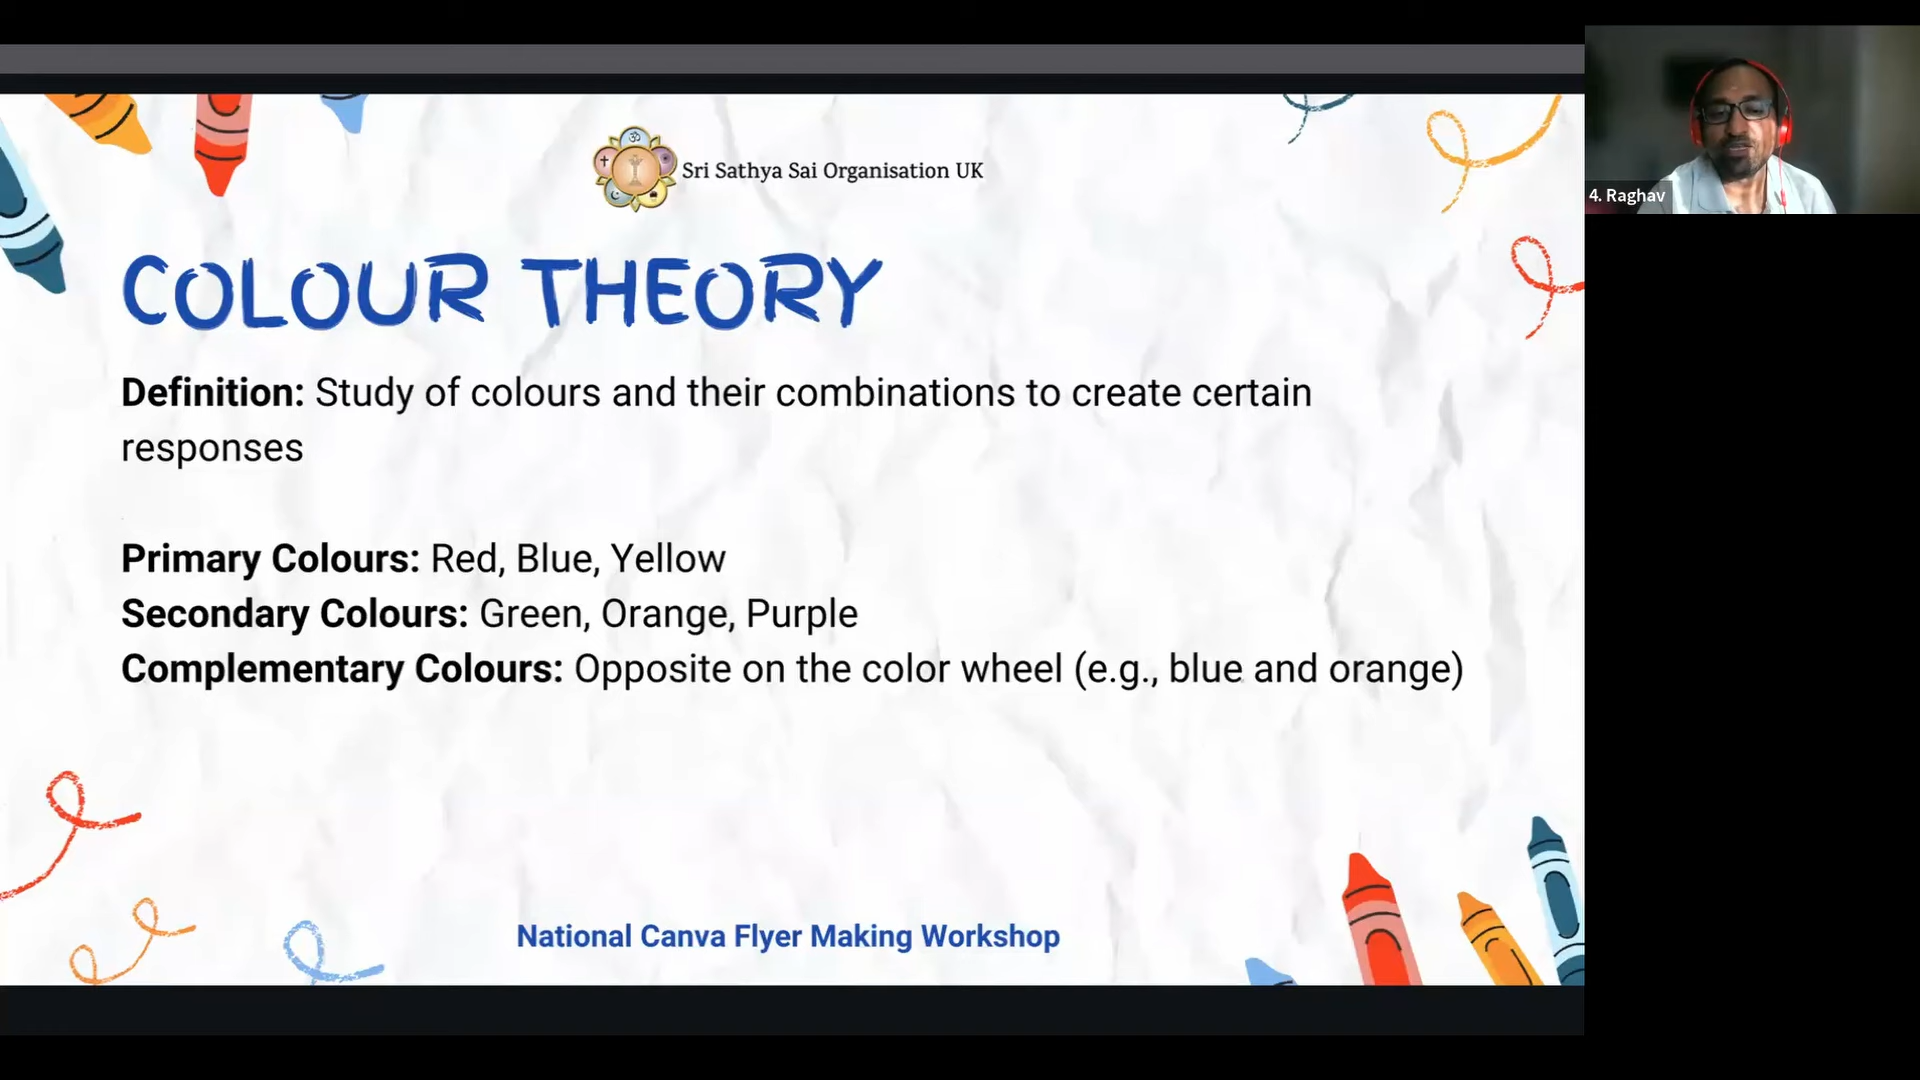 Sri Sathya Sai Organisation UK
4. Raghav
COLOUR THEORY
Definition: Study of colours and their combinations to create certain
responses
Primary Colours: Red, Blue, Yellow
Secondary Colours: Green, Orange, Purple
Complementary Colours: Opposite on the color wheel (e.g., blue and orange)
National Canva Flyer Making Workshop